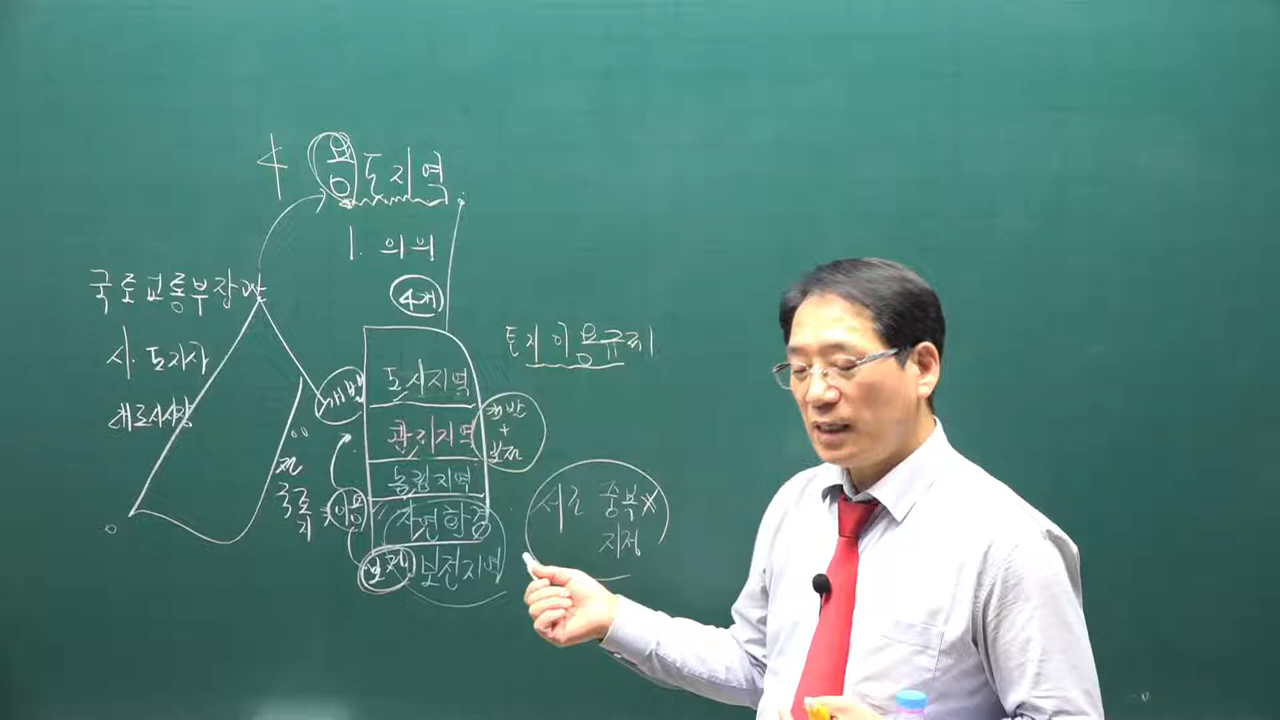 용도지역
1. 의의
4개
국토교통부장관
시.도지사
대도시시장
토지이용규제
개발
도시지역
관리지역
개발
+
보전
농림지역
이용
자연환경
보전
보전지역
서로 중복 X
지정
전
국토